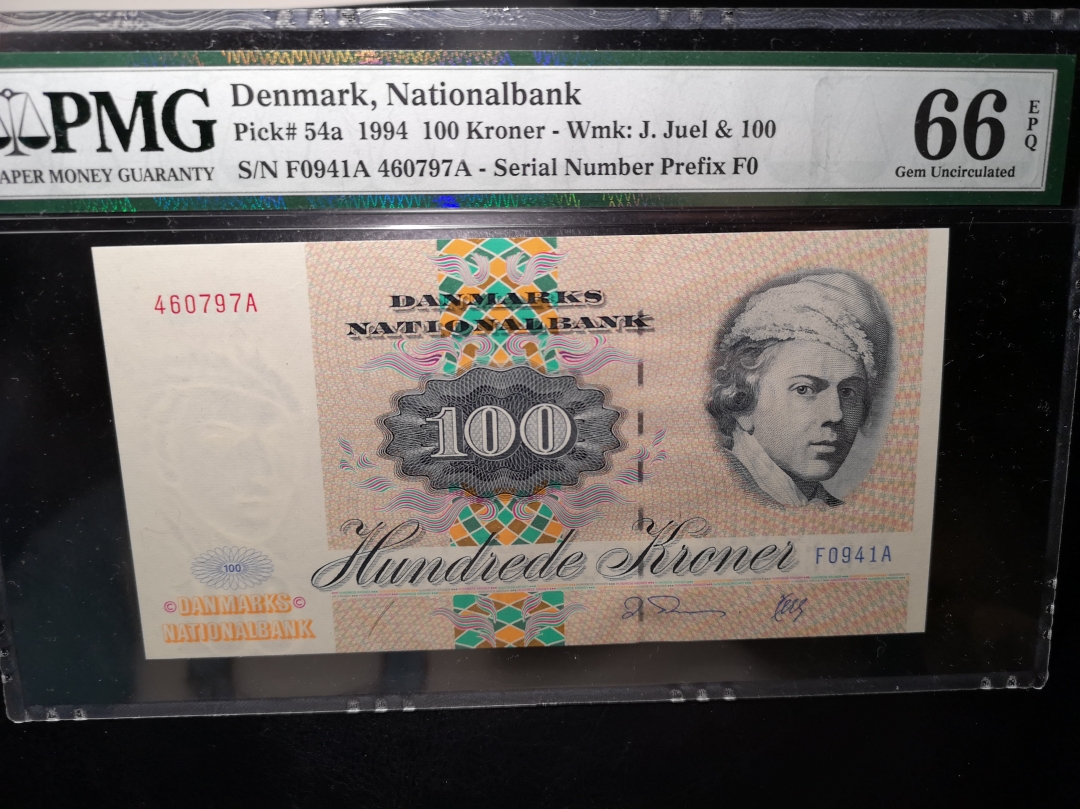 PMG
APER MONEY GUARANTY
Denmark, Nationalbank
Pick# 54a 1994 100 Kroner - Wmk: J. Juel & 100
S/N F0941A 460797A - Serial Number Prefix F0
66 EPQ
Gem Uncirculated
460797A
DANMARKS
NATIONALBANK
100
Hundrede Kroner
F0941A
100
©DANMARKS©
NATIONALBANK